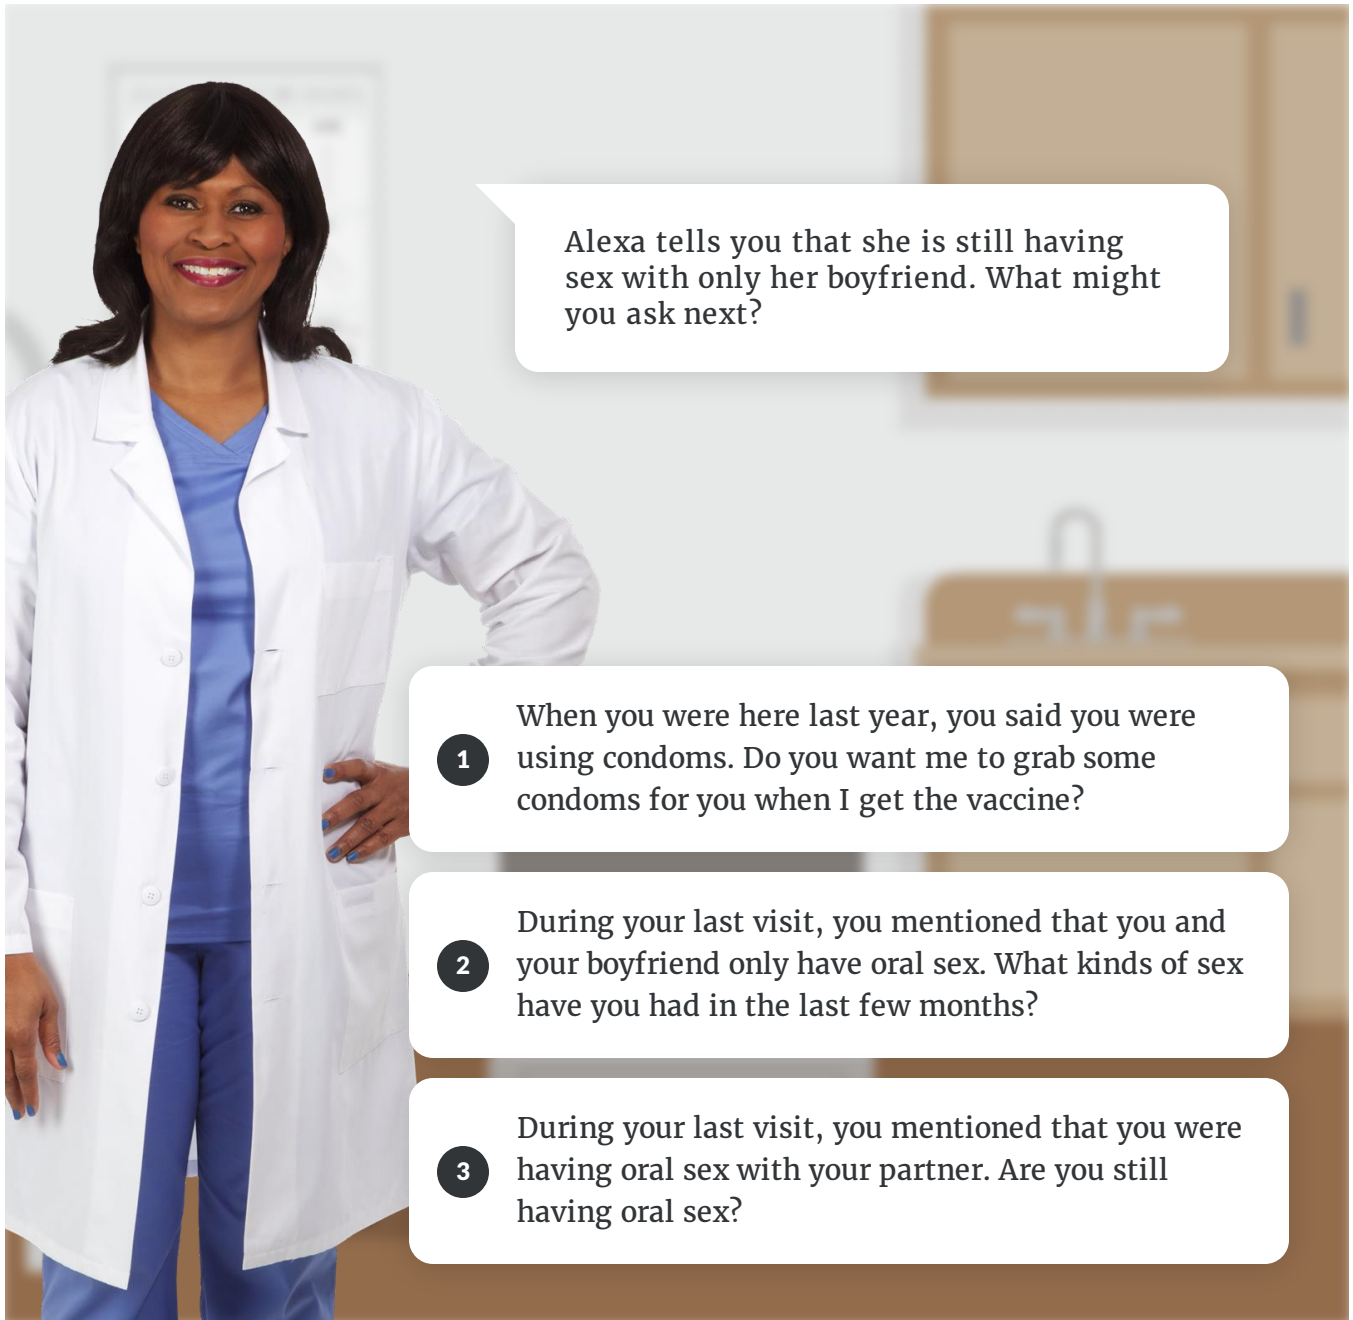 Alexa tells you that she is still having
sex with only her boyfriend. What might
you ask next?
1
When you were here last year, you said you were
using condoms. Do you want me to grab some
condoms for you when I get the vaccine?
2
During your last visit, you mentioned that you and
your boyfriend only have oral sex. What kinds of sex
have you had in the last few months?
3
During your last visit, you mentioned that you were
having oral sex with your partner. Are you still
having oral sex?